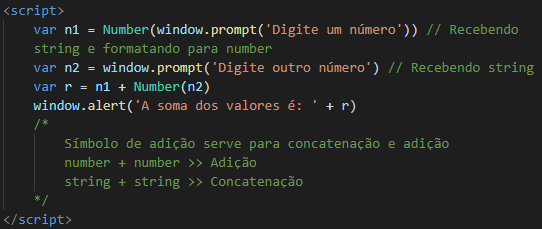 <script>
var n1 = Number(window.prompt('Digite um número')) // Recebendo
string e formatando para number
var n2 = window.prompt('Digite outro número') // Recebendo string
var r = n1 + Number(n2)
window.alert('A soma dos valores é: ' + r)
/*
Símbolo de adição serve para concatenação e adição
number + number >> Adição
string + string >> Concatenação
*/
</script>